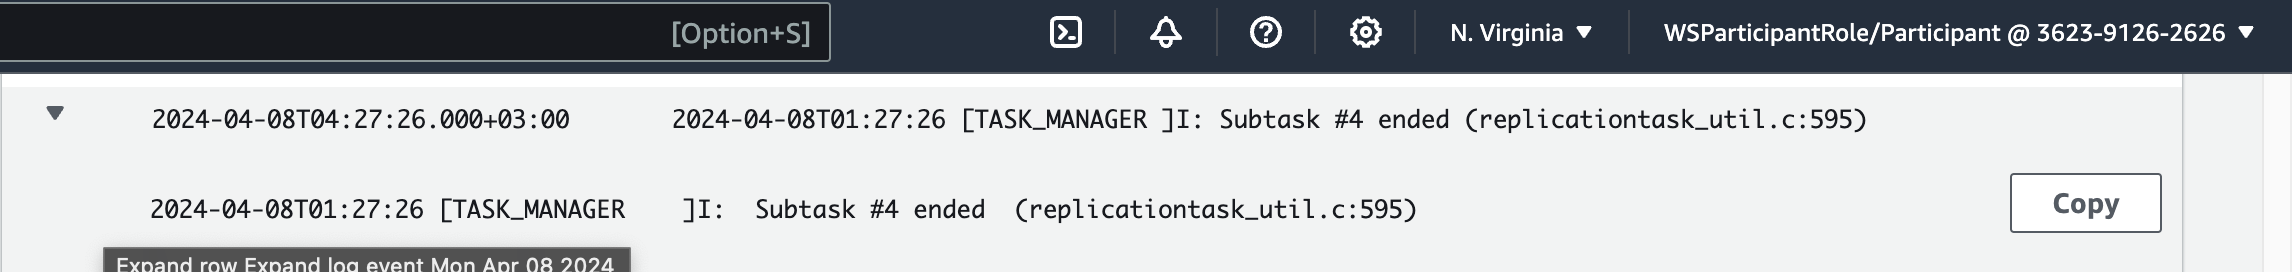 [Option+S] N. Virginia ▼ WSParticipantRole/Participant @ 3623-9126-2626 ▼
2024-04-08T04:27:26.000+03:00 2024-04-08T01:27:26 [TASK_MANAGER ]I: Subtask #4 ended (replicationtask_util.c:595)
2024-04-08T01:27:26 [TASK_MANAGER ]I: Subtask #4 ended (replicationtask_util.c:595)
Copy
Expand row Expand log event Mon Apr 08 2024